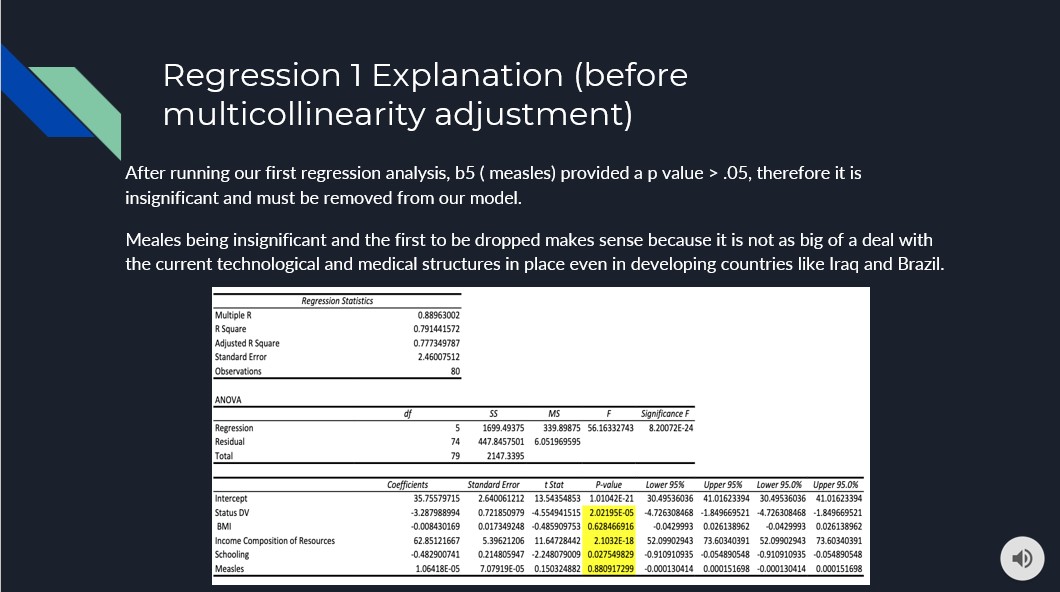 Regression 1 Explanation (before
multicollinearity adjustment)
After running our first regression analysis, b5 ( measles) provided a p value > .05, therefore it is
insignificant and must be removed from our model.
Meales being insignificant and the first to be dropped makes sense because it is not as big of a deal with
the current technological and medical structures in place even in developing countries like Iraq and Brazil.
Regression Statistics
Multiple R 0.88963002
R Square 0.791441572
Adjusted R Square 0.777349787
Standard Error 2.46007512
Observations 80
ANOVA
df SS MS F Significance F
Regression 5 1699.49375 339.89875 56.16332743 8.20072E-24
Residual 74 447.8457501 6.051969595
Total 79 2147.3395
Coefficients Standard Error t Stat P-value Lower 95% Upper 95% Lower 95.0% Upper 95.0%
Intercept 35.75579715 2.640061212 13.54354853 1.01042E-21 30.49536036 41.01623394 30.49536036 41.01623394
Status DV -3.287988994 0.721850979 -4.554941515 2.02195E-05 -4.726308468 -1.849669521 -4.726308468 -1.849669521
BMI -0.008430169 0.017349248 -0.485909753 0.628466916 -0.0429993 0.026138962 -0.0429993 0.026138962
Income Composition of Resources 62.85121667 5.39621206 11.64728442 2.1032E-18 52.09902943 73.60340391 52.09902943 73.60340391
Schooling -0.482900741 0.214805947 -2.248079009 0.027549829 -0.910910935 -0.054890548 -0.910910935 -0.054890548
Measles 1.06418E-05 7.07919E-05 0.150324882 0.880917299 -0.000130414 0.000151698 -0.000130414 0.000151698